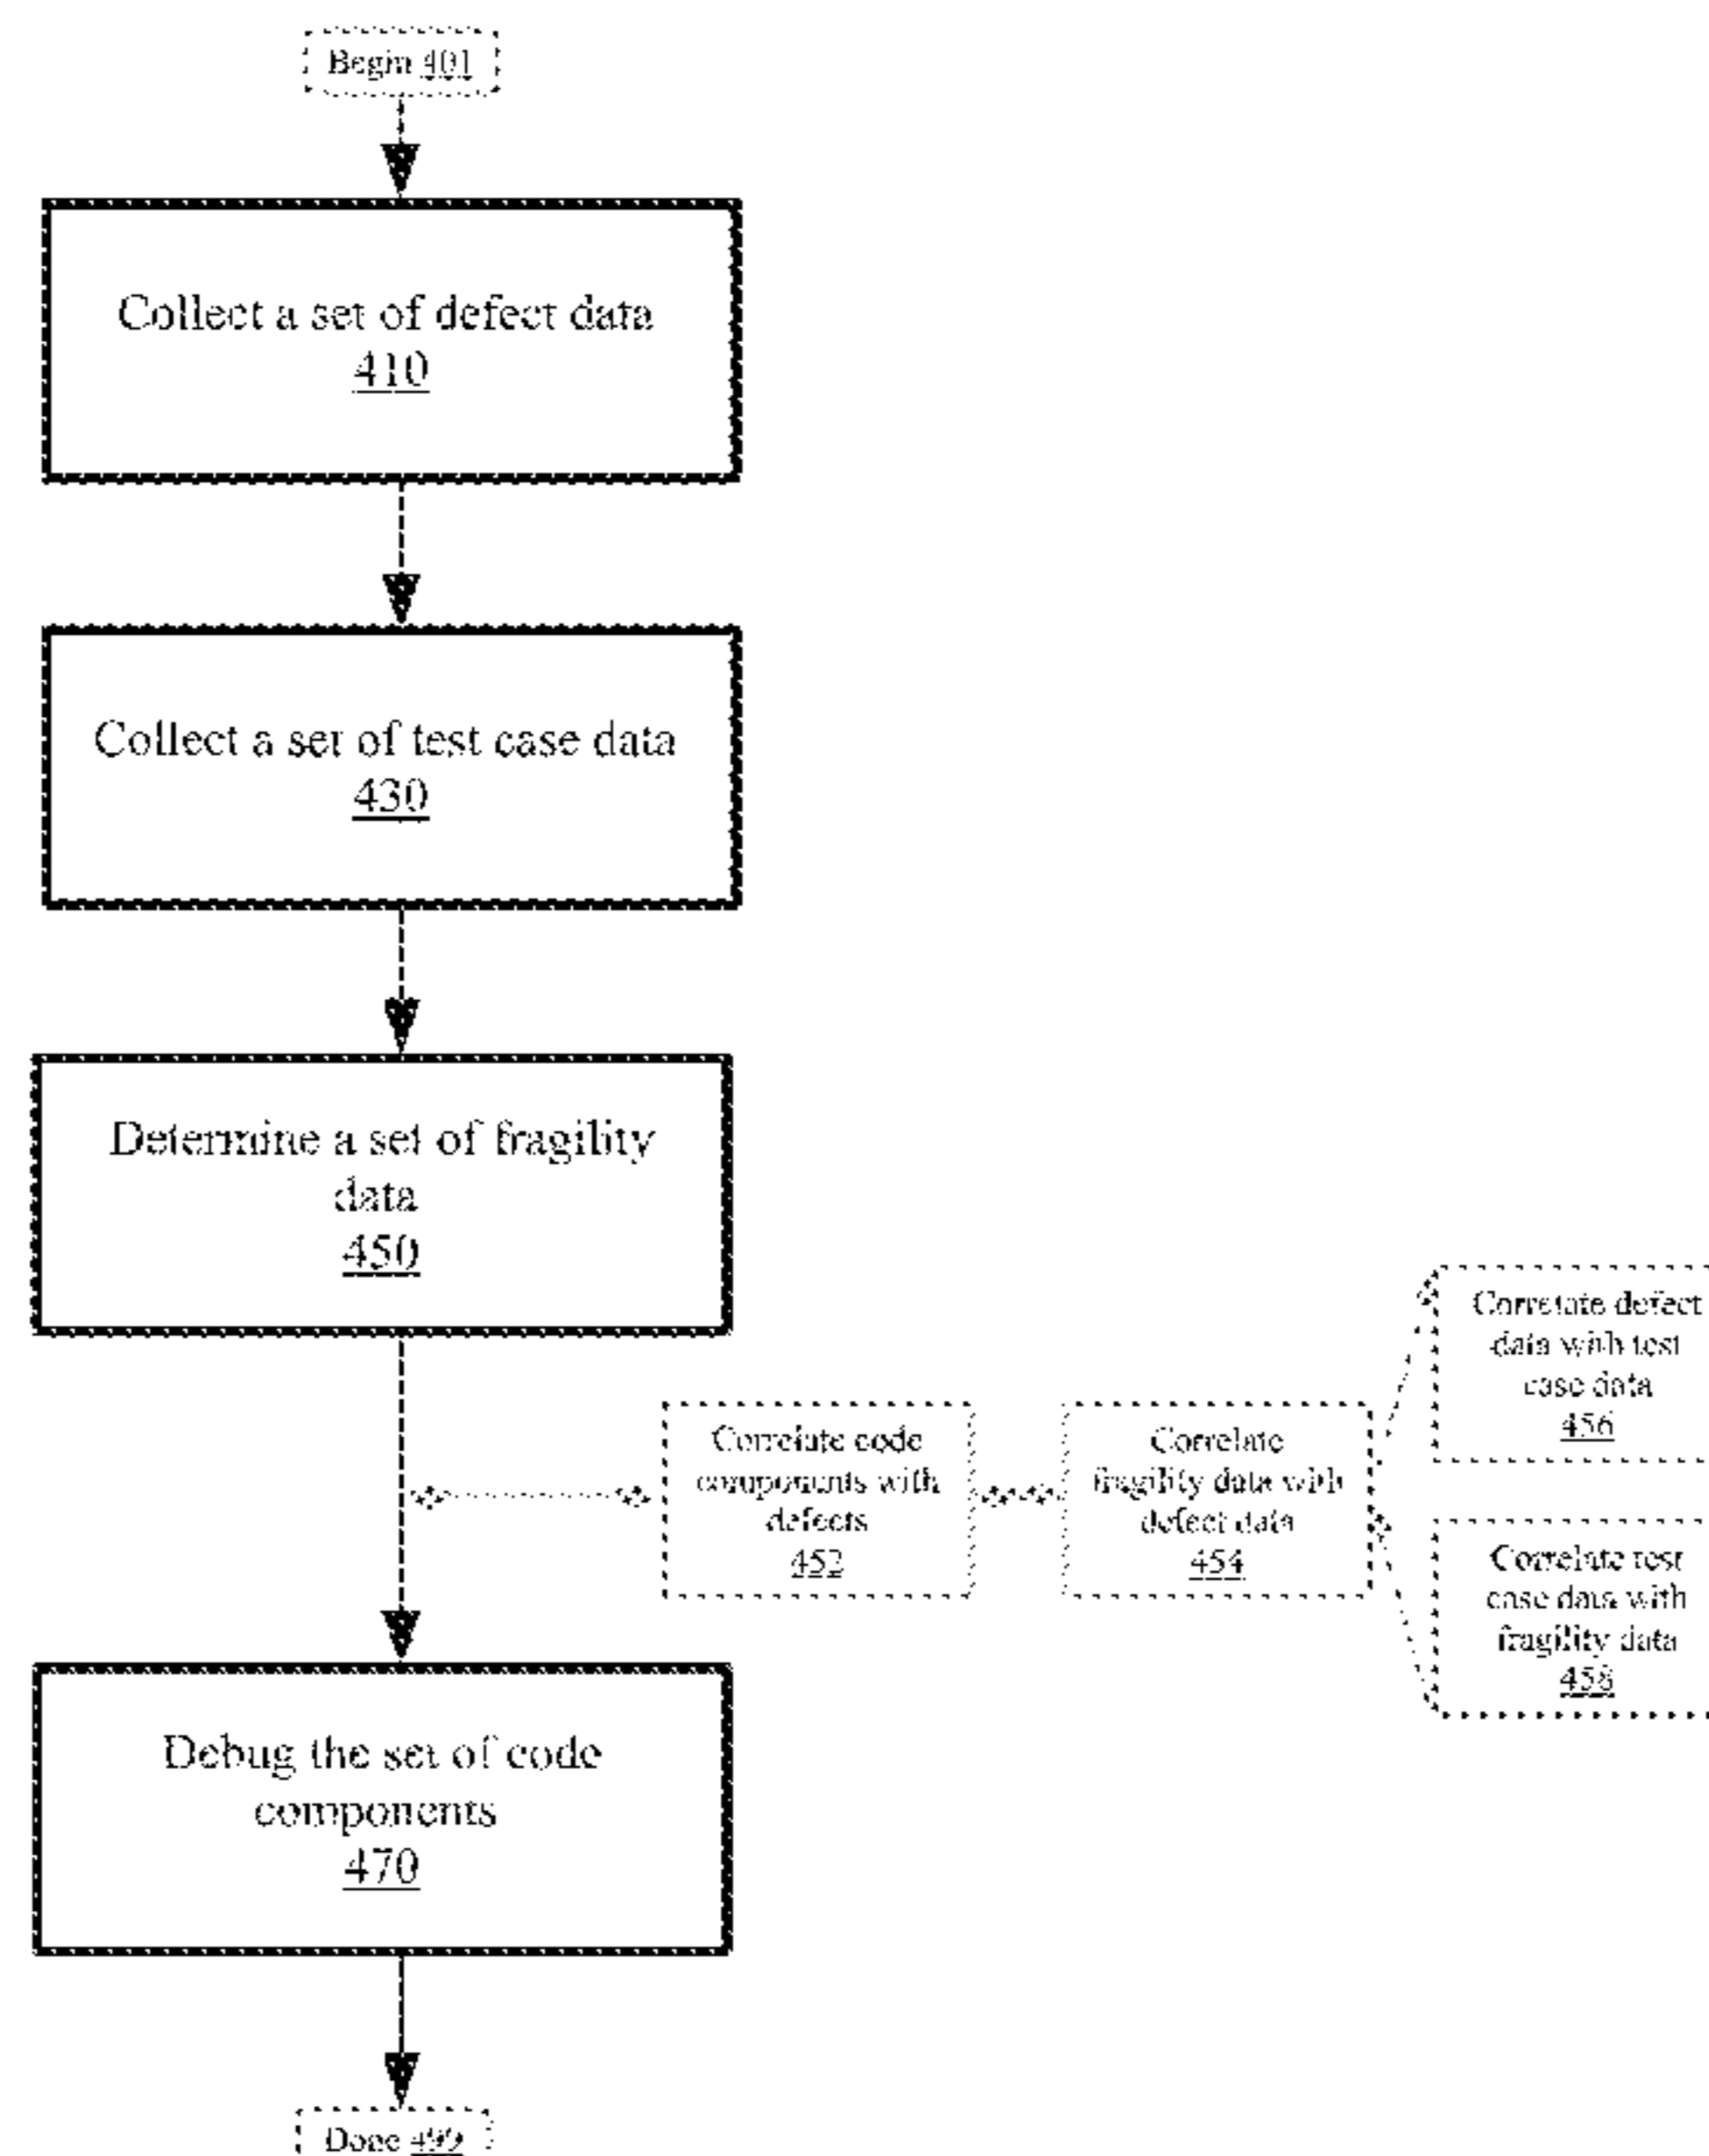 Begin 401
Collect a set of defect data
410
Collect a set of test case data
430
Determine a set of fragility
data
450
Correlate code
components with
defects
452
Correlate
fragility data with
defect data
454
Correlate defect
data with test
case data
456
Correlate test
case data with
fragility data
458
Debug the set of code
components
470
Done 499